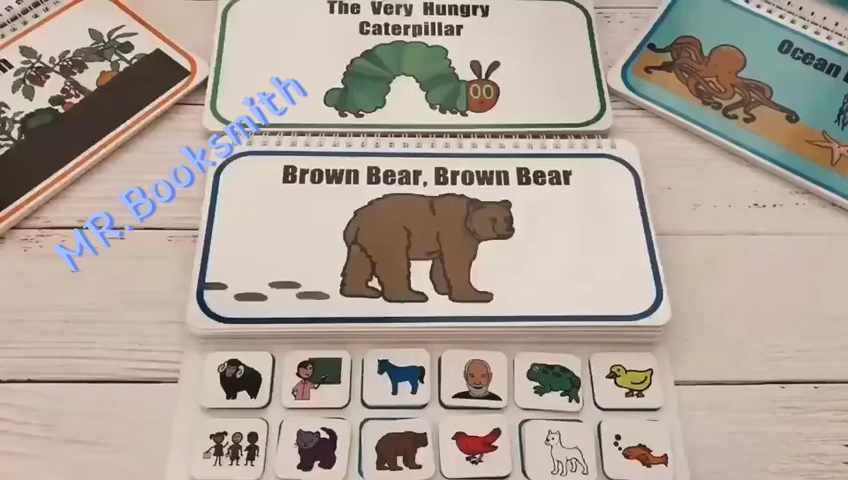 The Very Hungry
Caterpillar
Ocean
MR.Booksmith
Brown Bear, Brown Bear